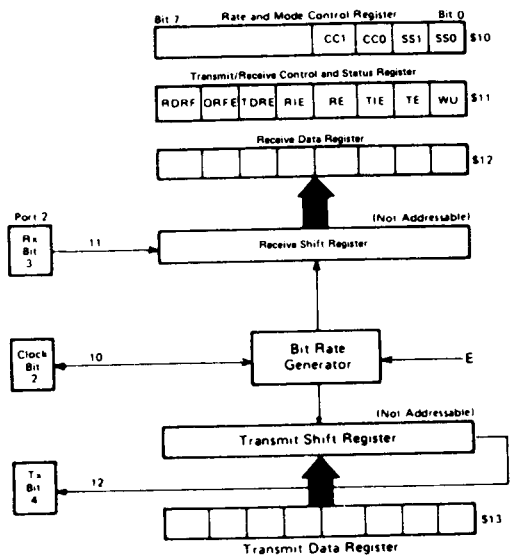 Bit 7 Rate and Mode Control Register Bit 0
CC1 CC0 SS1 SS0 $10
Transmit/Receive Control and Status Register
RDRF ORFE TDRE RIE RE TIE TE WU $11
Receive Data Register
$12
Port 2
(Not Addressable)
Rx
Bit
3
11
Receive Shift Register
Clock
Bit
2
10
Bit Rate
Generator
E
(Not Addressable)
Transmit Shift Register
Tx
Bit
4
12
$13
Transmit Data Register